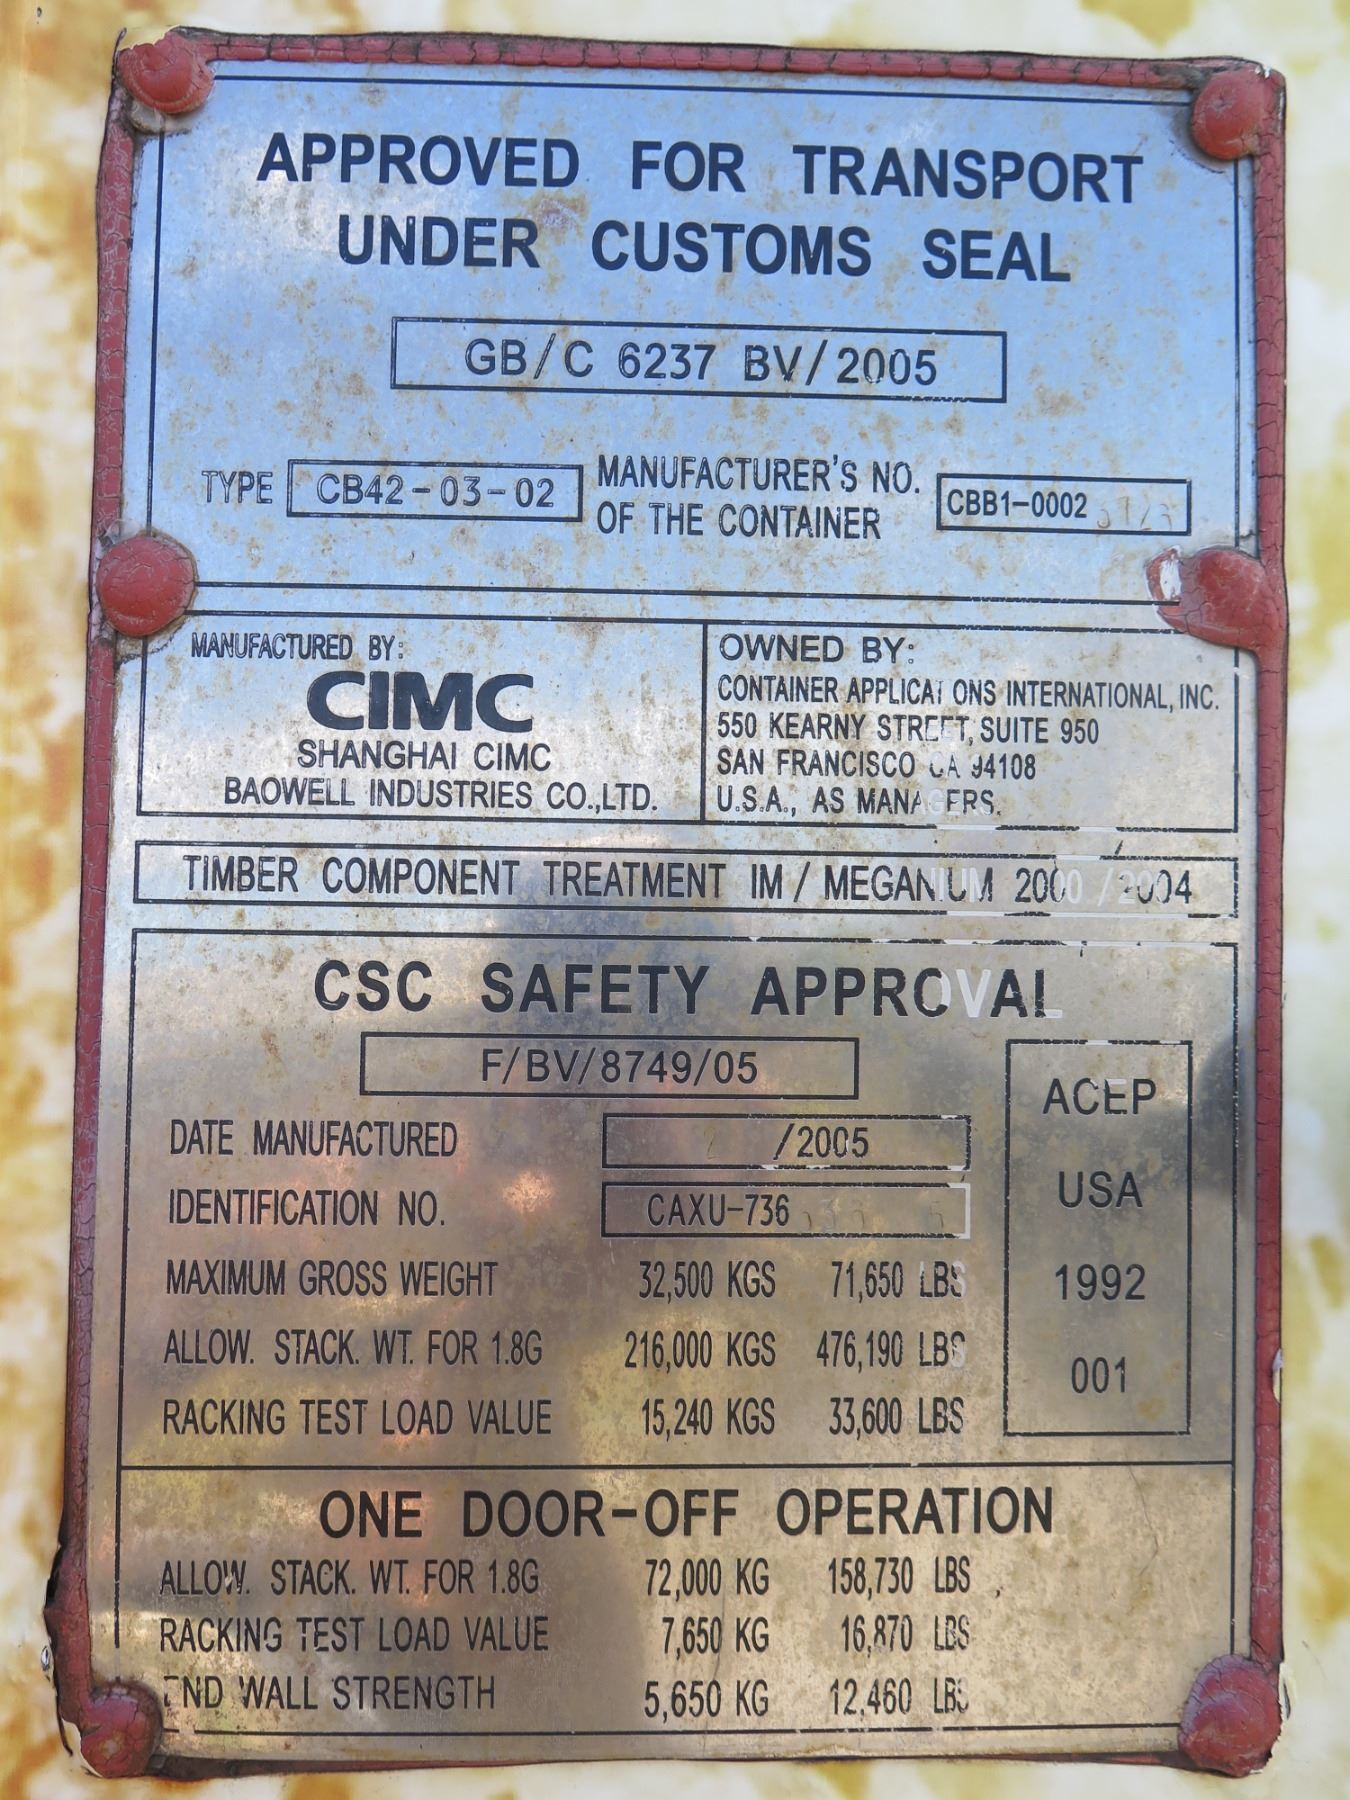 APPROVED FOR TRANSPORT
UNDER CUSTOMS SEAL
GB/C 6237 BV/2005
TYPE CB42-03-02
MANUFACTURER'S NO.
OF THE CONTAINER
CBB1-0002
MANUFACTURED BY:
CIMC
SHANGHAI CIMC
BAOWELL INDUSTRIES CO.,LTD.
OWNED BY:
CONTAINER APPLICATIONS INTERNATIONAL, INC.
550 KEARNY STREET, SUITE 950
SAN FRANCISCO CA 94108
U.S.A., AS MANAGERS.
TIMBER COMPONENT TREATMENT IM / MEGANIUM 2000 / 2004
CSC SAFETY APPROVAL
F/BV/8749/05
DATE MANUFACTURED /2005
IDENTIFICATION NO. CAXU-736
MAXIMUM GROSS WEIGHT 32,500 KGS 71,650 LBS
ALLOW. STACK. WT. FOR 1.8G 216,000 KGS 476,190 LBS
RACKING TEST LOAD VALUE 15,240 KGS 33,600 LBS
ACEP
USA
1992
001
ONE DOOR-OFF OPERATION
ALLOW. STACK. WT. FOR 1.8G 72,000 KG 158,730 LBS
RACKING TEST LOAD VALUE 7,650 KG 16,870 LBS
END WALL STRENGTH 5,650 KG 12,460 LBS